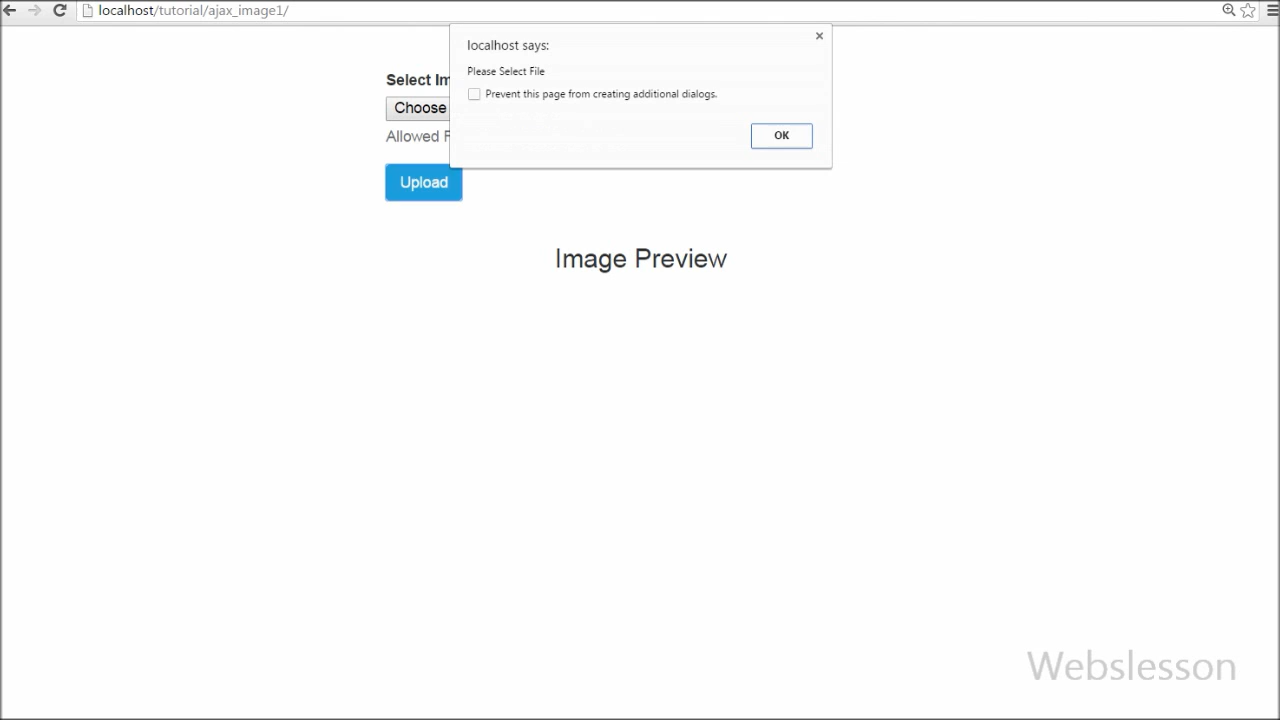 localhost/tutorial/ajax_image1/
localhost says:
Please Select File
Prevent this page from creating additional dialogs.
OK
Select Im
Choose
Allowed F
Upload
Image Preview
Webslesson